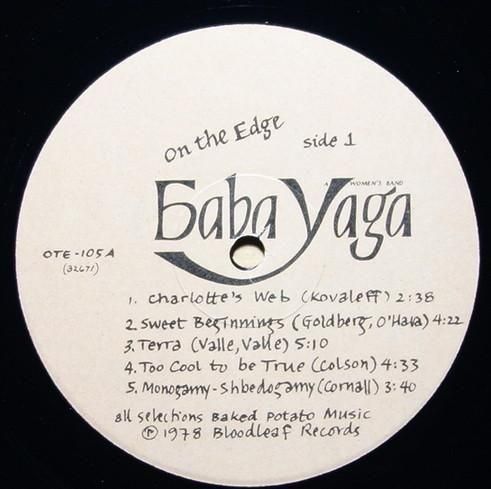 On the Edge
side 1
A WOMEN'S BAND
Baba Yaga
OTE-105A
(32671)
1. Charlotte's Web (Kovaleff) 2:38
2. Sweet Beginnings (Goldberg, O'Hara) 4:22
3. Terra (Valle, Valle) 5:10
4. Too Cool to be True (Colson) 4:33
5. Monogamy-Shbedogamy (Cornall) 3:40
all selections Baked Potato Music
℗ 1978 Bloodleaf Records